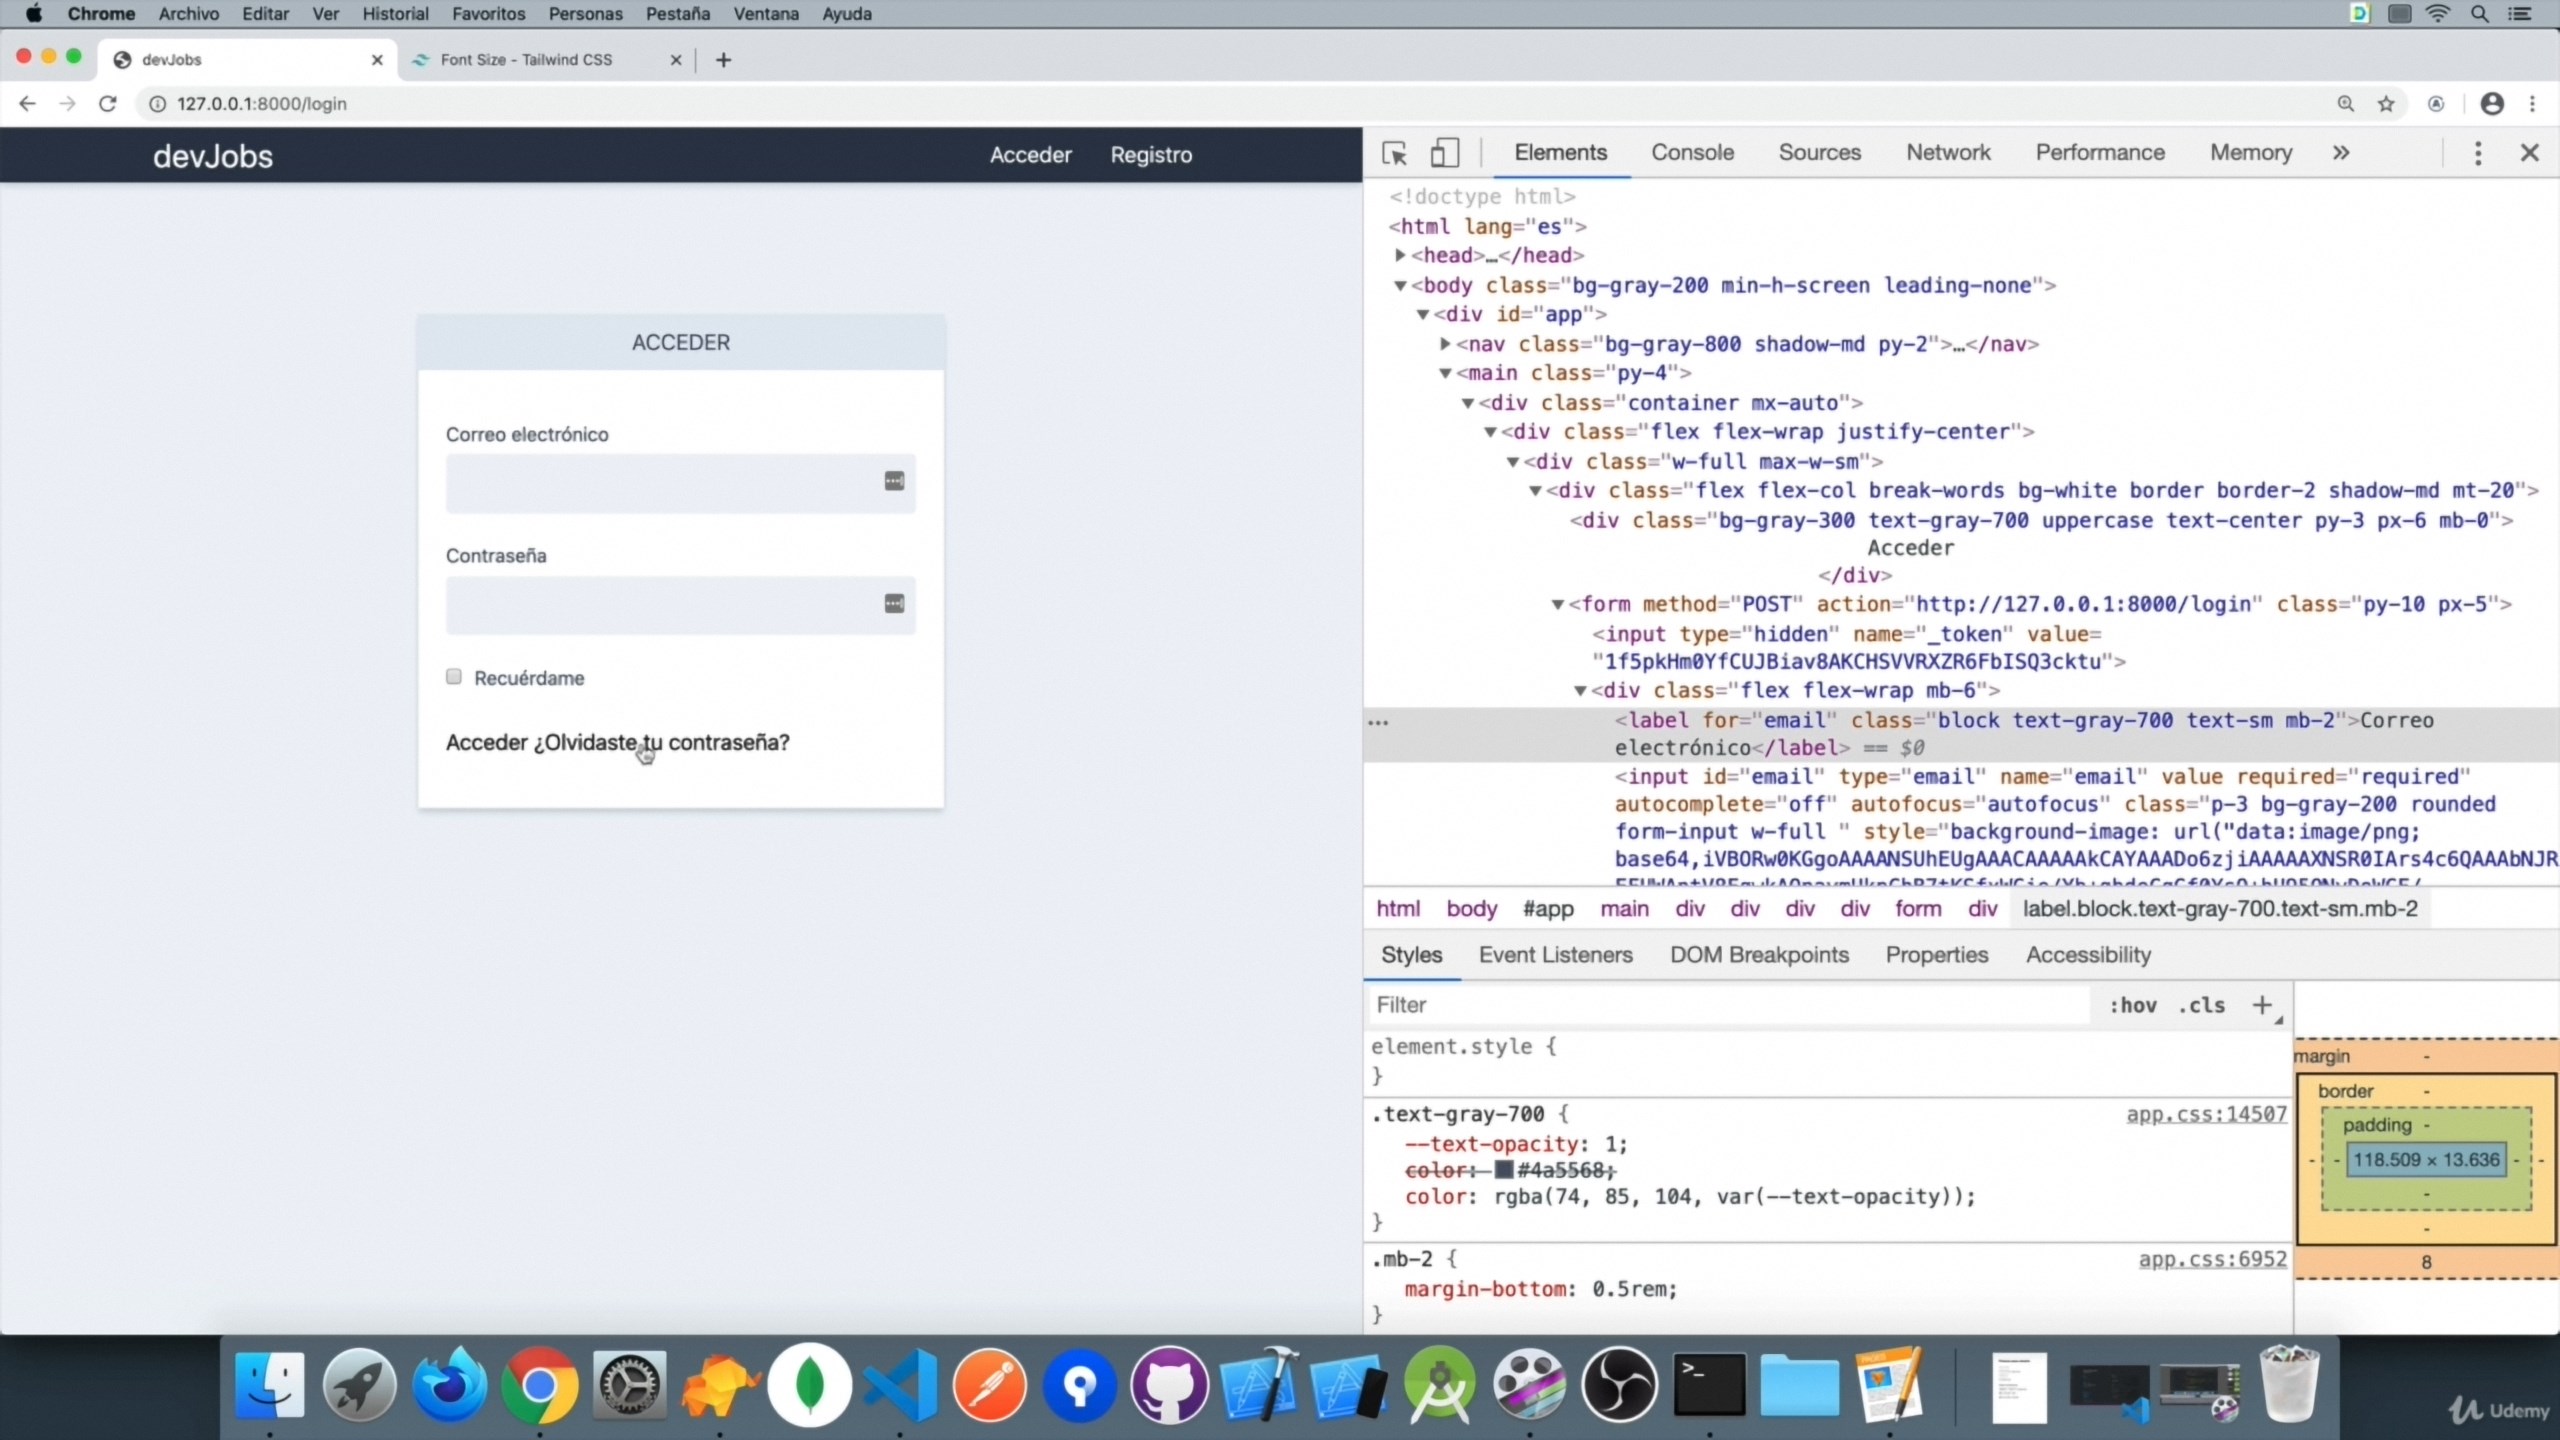 Chrome Archivo Editar Ver Historial Favoritos Personas Pestaña Ventana Ayuda
devJobs
Font Size - Tailwind CSS
127.0.0.1:8000/login
devJobs
Acceder Registro
ACCEDER
Correo electrónico
Contraseña
Recuérdame
Acceder ¿Olvidaste tu contraseña?
Elements Console Sources Network Performance Memory »
<!doctype html>
<html lang="es">
<head>…</head>
<body class="bg-gray-200 min-h-screen leading-none">
<div id="app">
<nav class="bg-gray-800 shadow-md py-2">…</nav>
<main class="py-4">
<div class="container mx-auto">
<div class="flex flex-wrap justify-center">
<div class="w-full max-w-sm">
<div class="flex flex-col break-words bg-white border border-2 shadow-md mt-20">
<div class="bg-gray-300 text-gray-700 uppercase text-center py-3 px-6 mb-0">
Acceder
</div>
<form method="POST" action="http://127.0.0.1:8000/login" class="py-10 px-5">
<input type="hidden" name="_token" value=
"1f5pkHm0YfCUJBiav8AKCHSVVRXZR6FbISQ3cktu">
<div class="flex flex-wrap mb-6">
<label for="email" class="block text-gray-700 text-sm mb-2">Correo
electrónico</label> == $0
<input id="email" type="email" name="email" value required="required"
autocomplete="off" autofocus="autofocus" class="p-3 bg-gray-200 rounded
form-input w-full " style="background-image: url("data:image/png;
base64,iVBORw0KGgoAAAANSUhEUgAAACAAAAAkCAYAAADo6zjiAAAAAXNSR0IArs4c6QAAAbNJR
html body #app main div div div div form div label.block.text-gray-700.text-sm.mb-2
Styles Event Listeners DOM Breakpoints Properties Accessibility
Filter :hov .cls +
element.style {
}
.text-gray-700 { app.css:14507
--text-opacity: 1;
color: #4a5568;
color: rgba(74, 85, 104, var(--text-opacity));
}
.mb-2 { app.css:6952
margin-bottom: 0.5rem;
}
margin -
border -
padding -
- - 118.509 × 13.636 - -
-
-
8
Udemy